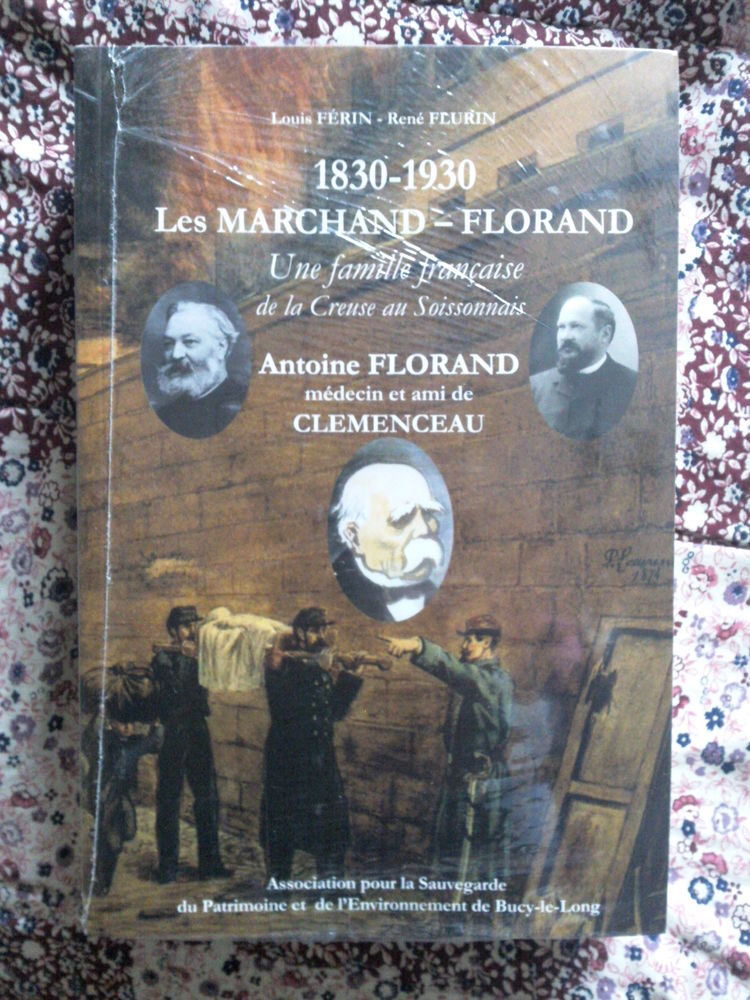 Louis FÉRIN - René FLURIN
1830-1930
Les MARCHAND – FLORAND
Une famille française
de la Creuse au Soissonnais
Antoine FLORAND
médecin et ami de
CLEMENCEAU
Association pour la Sauvegarde
du Patrimoine et de l'Environnement de Bucy-le-Long